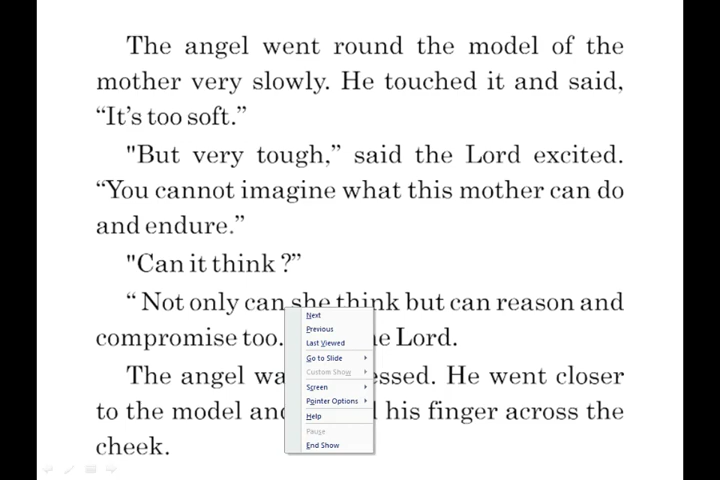 The angel went round the model of the
mother very slowly. He touched it and said,
“It’s too soft.”
"But very tough,” said the Lord excited.
“You cannot imagine what this mother can do
and endure.”
"Can it think ?”
“ Not only can she think but can reason and
compromise too. Lord.
The angel went closer
to the model his finger across the
cheek.
Next
Previous
Last Viewed
Go to Slide
Custom Show
Screen
Pointer Options
Help
Pause
End Show